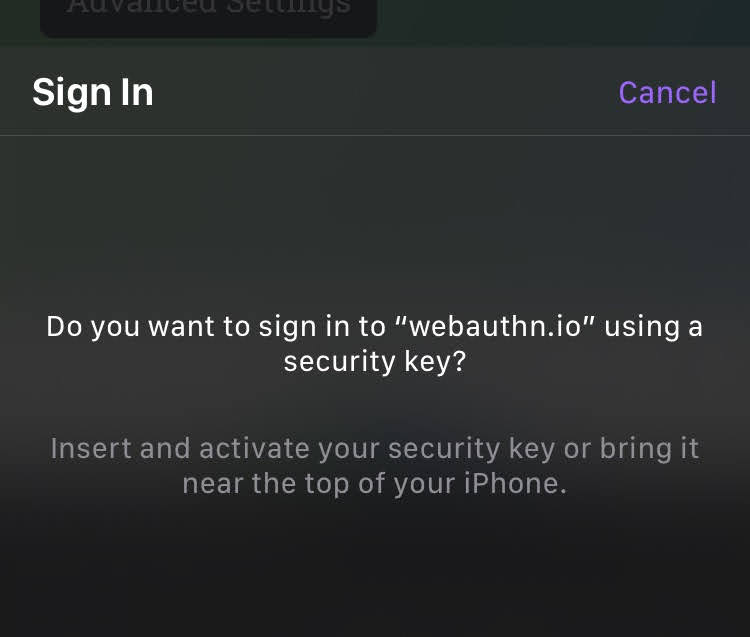 Advanced Settings
Sign In
Cancel
Do you want to sign in to “webauthn.io” using a
security key?
Insert and activate your security key or bring it
near the top of your iPhone.